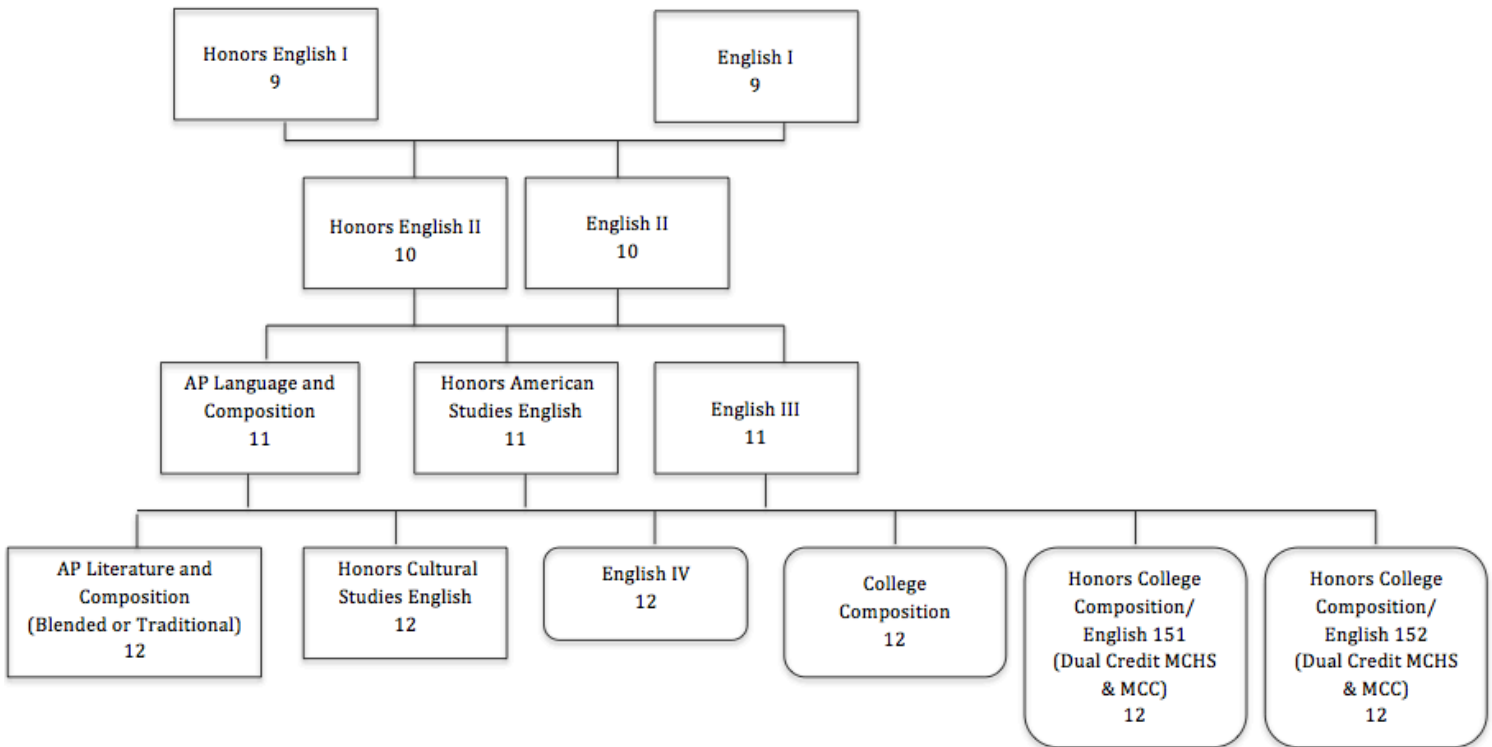 Honors English I
9
English I
9
Honors English II
10
English II
10
AP Language and
Composition
11
Honors American
Studies English
11
English III
11
AP Literature and
Composition
(Blended or Traditional)
12
Honors Cultural
Studies English
12
English IV
12
College
Composition
12
Honors College
Composition/
English 151
(Dual Credit MCHS
& MCC)
12
Honors College
Composition/
English 152
(Dual Credit MCHS
& MCC)
12